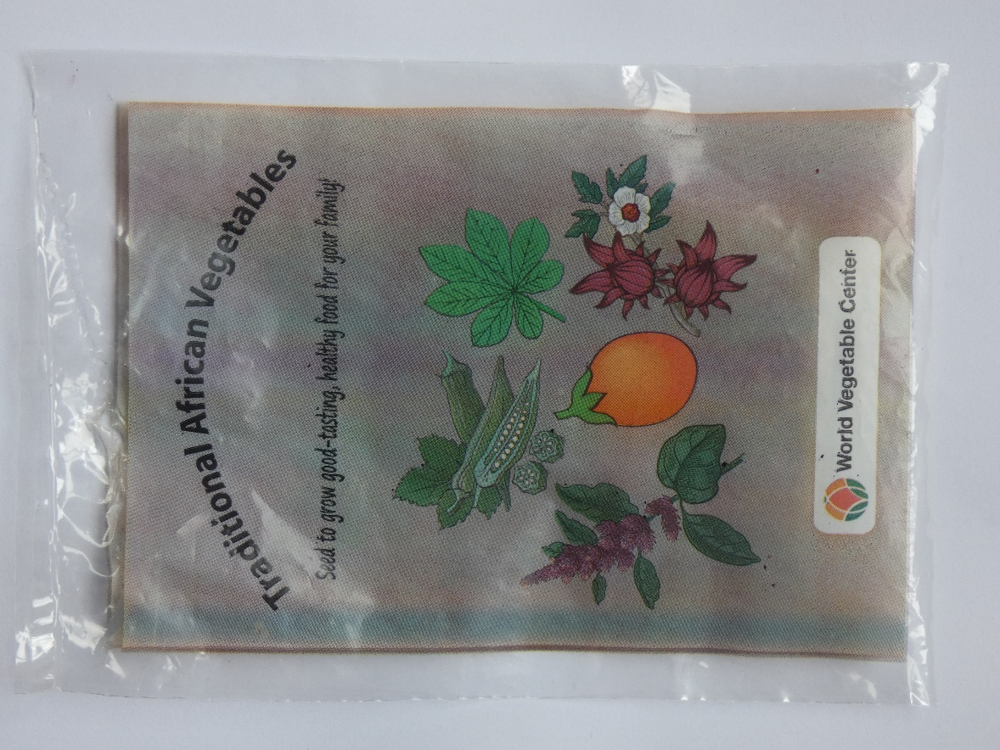 Traditional African Vegetables
Seed to grow good-tasting, healthy food for your family!
World Vegetable Center